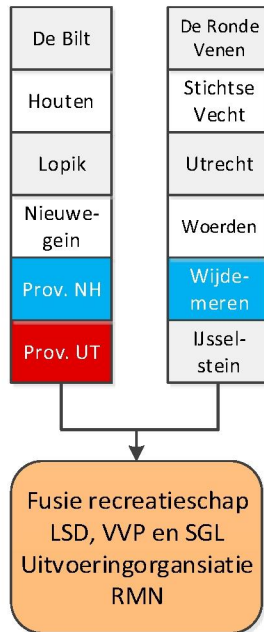 De Bilt
Houten
Lopik
Nieuwe-
gein
Prov. NH
Prov. UT
De Ronde
Venen
Stichtse
Vecht
Utrecht
Woerden
Wijde-
meren
IJssel-
stein
Fusie recreatieschap
LSD, VVP en SGL
Uitvoeringorgansiatie
RMN